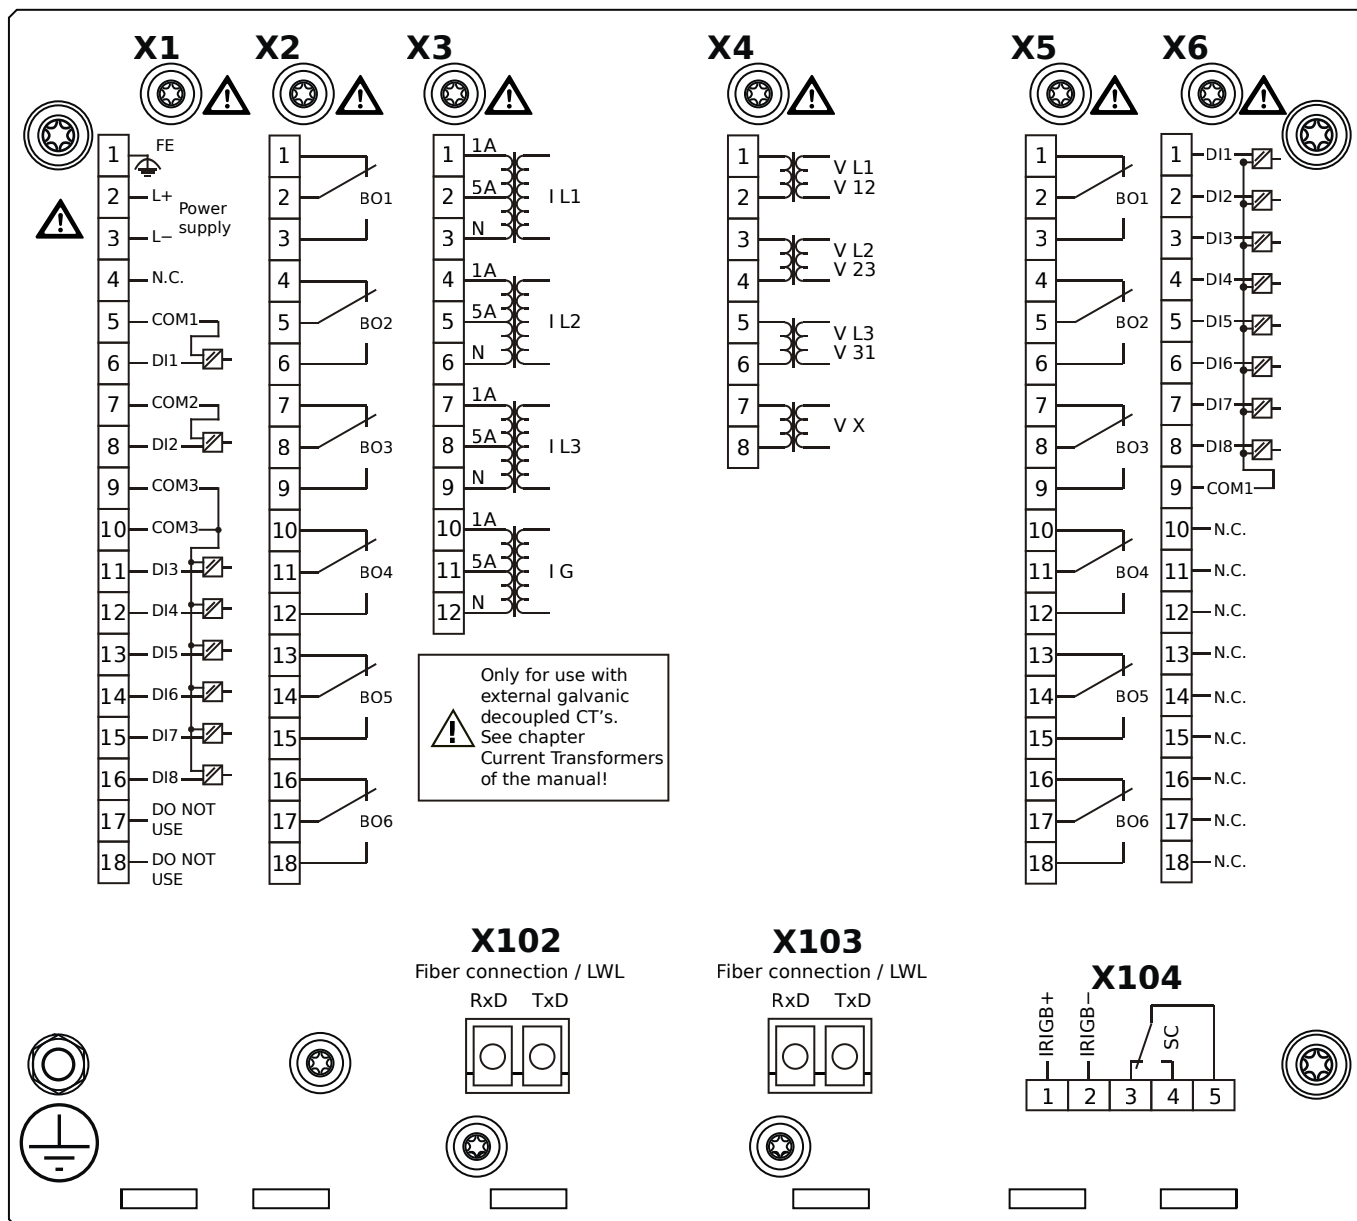 X1
X2
X3
X4
X5
X6
1 FE
2 L+
Power
supply
3 L−
4 N.C.
5 COM1
6 DI1
7 COM2
8 DI2
9 COM3
10 COM3
11 DI3
12 DI4
13 DI5
14 DI6
15 DI7
16 DI8
17 DO NOT
USE
18 DO NOT
USE
1
2 BO1
3
4
5 BO2
6
7
8 BO3
9
10
11 BO4
12
13
14 BO5
15
16
17 BO6
18
1 1A
2 5A I L1
3 N
4 1A
5 5A I L2
6 N
7 1A
8 5A I L3
9 N
10 1A
11 5A I G
12 N
Only for use with
external galvanic
decoupled CT's.
See chapter
Current Transformers
of the manual!
1 V L1
2 V 12
3 V L2
4 V 23
5 V L3
6 V 31
7 V X
8
1
2 BO1
3
4
5 BO2
6
7
8 BO3
9
10
11 BO4
12
13
14 BO5
15
16
17 BO6
18
1 DI1
2 DI2
3 DI3
4 DI4
5 DI5
6 DI6
7 DI7
8 DI8
9 COM1
10 N.C.
11 N.C.
12 N.C.
13 N.C.
14 N.C.
15 N.C.
16 N.C.
17 N.C.
18 N.C.
X102
Fiber connection / LWL
RxD TxD
X103
Fiber connection / LWL
RxD TxD
X104
IRIGB+
IRIGB−
SC
1 2 3 4 5